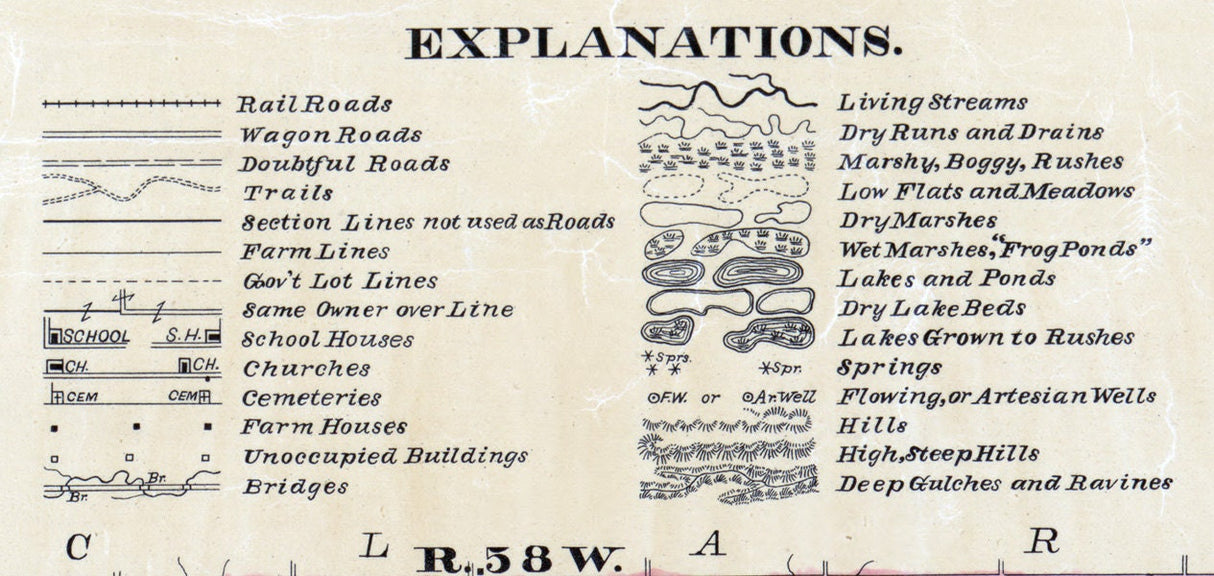 EXPLANATIONS.
Rail Roads
Wagon Roads
Doubtful Roads
Trails
Section Lines not used as Roads
Farm Lines
Gov't Lot Lines
Same Owner over Line
SCHOOL S.H. School Houses
CH. CH. Churches
CEM CEM Cemeteries
Farm Houses
Unoccupied Buildings
Br. Br. Bridges
Living Streams
Dry Runs and Drains
Marshy, Boggy, Rushes
Low Flats and Meadows
Dry Marshes
Wet Marshes, "Frog Ponds"
Lakes and Ponds
Dry Lake Beds
Lakes Grown to Rushes
Sprs. Spr. Springs
F.W. or Ar. Well Flowing, or Artesian Wells
Hills
High, Steep Hills
Deep Gulches and Ravines
C L A R
R. 58 W.